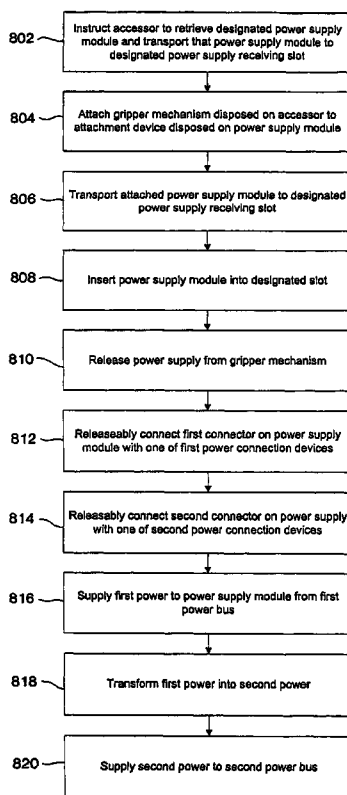 802
Instruct accessor to retrieve designated power supply
module and transport that power supply module to
designated power supply receiving slot
804
Attach gripper mechanism disposed on accessor to
attachment device disposed on power supply module
806
Transport attached power supply module to designated
power supply receiving slot
808
Insert power supply module into designated slot
810
Release power supply from gripper mechanism
812
Releaseably connect first connector on power supply
module with one of first power connection devices
814
Releasably connect second connector on power supply
with one of second power connection devices
816
Supply first power to power supply module from first
power bus
818
Transform first power into second power
820
Supply second power to second power bus